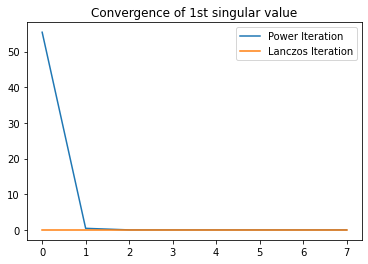 Convergence of 1st singular value
Power Iteration
Lanczos Iteration
50
40
30
20
10
0
0 1 2 3 4 5 6 7